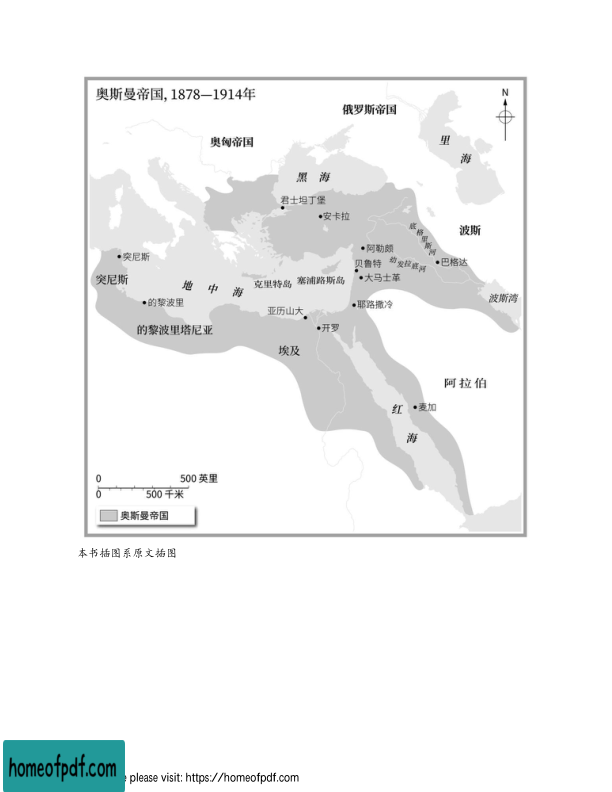 奥斯曼帝国, 1878—1914年
N
俄罗斯帝国
里
海
奥匈帝国
黑 海
君士坦丁堡
安卡拉
波斯
底格里斯河
突尼斯
阿勒颇
幼发拉底河
巴格达
贝鲁特
突尼斯
地 中 海
克里特岛
塞浦路斯岛
大马士革
波斯湾
的黎波里
亚历山大
耶路撒冷
的黎波里塔尼亚
开罗
埃及
阿拉伯
红
海
麦加
0 500 英里
0 500 千米
奥斯曼帝国
本书插图系原文插图
homeofpdf.com
please visit: https://homeofpdf.com